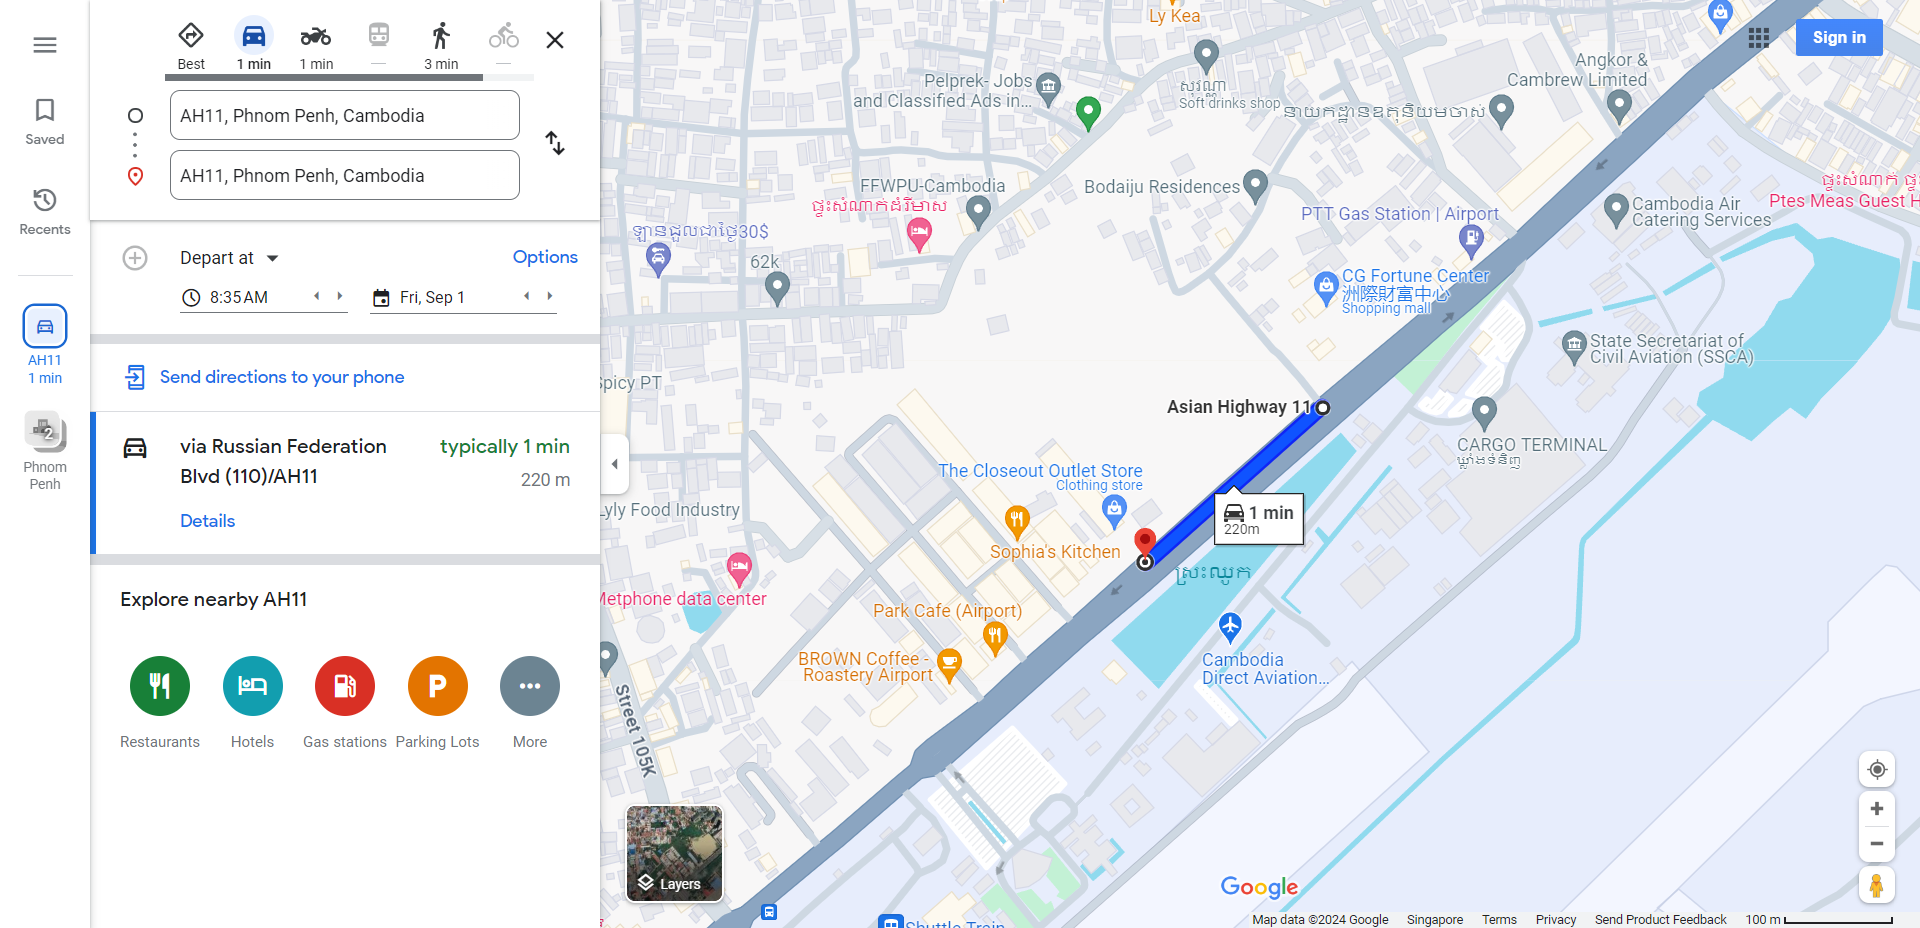 Best
1 min
1 min
—
3 min
—
Saved
Recents
AH11
1 min
2
Phnom
Penh
AH11, Phnom Penh, Cambodia
AH11, Phnom Penh, Cambodia
Depart at
Options
8:35 AM
Fri, Sep 1
Send directions to your phone
via Russian Federation
Blvd (110)/AH11
typically 1 min
220 m
Details
Explore nearby AH11
Restaurants
Hotels
Gas stations
Parking Lots
P
More
Layers
Sign in
Ly Kea
Pelprek- Jobs
and Classified Ads in...
សុវណ្ណា
Soft drinks shop
Angkor &
Cambrew Limited
នាយកដ្ឋានឧតុនិយមចាស់
FFWPU-Cambodia
ផ្ទះសំណាក់ដំរីមាស
Bodaiju Residences
ឡានជួលជាថ្ងៃ30$
62k
PTT Gas Station | Airport
Cambodia Air
Catering Services
Ptes Meas Guest H
CG Fortune Center
洲際財富中心
Shopping mall
State Secretariat of
Civil Aviation (SSCA)
Spicy PT
Asian Highway 11
CARGO TERMINAL
ឃ្លាំងទំនិញ
The Closeout Outlet Store
Clothing store
Lyly Food Industry
1 min
220m
Sophia's Kitchen
ស្រះឈូក
Metphone data center
Park Cafe (Airport)
BROWN Coffee -
Roastery Airport
Cambodia
Direct Aviation...
Street 105K
Shuttle Train
Google
Map data ©2024 Google
Singapore
Terms
Privacy
Send Product Feedback
100 m